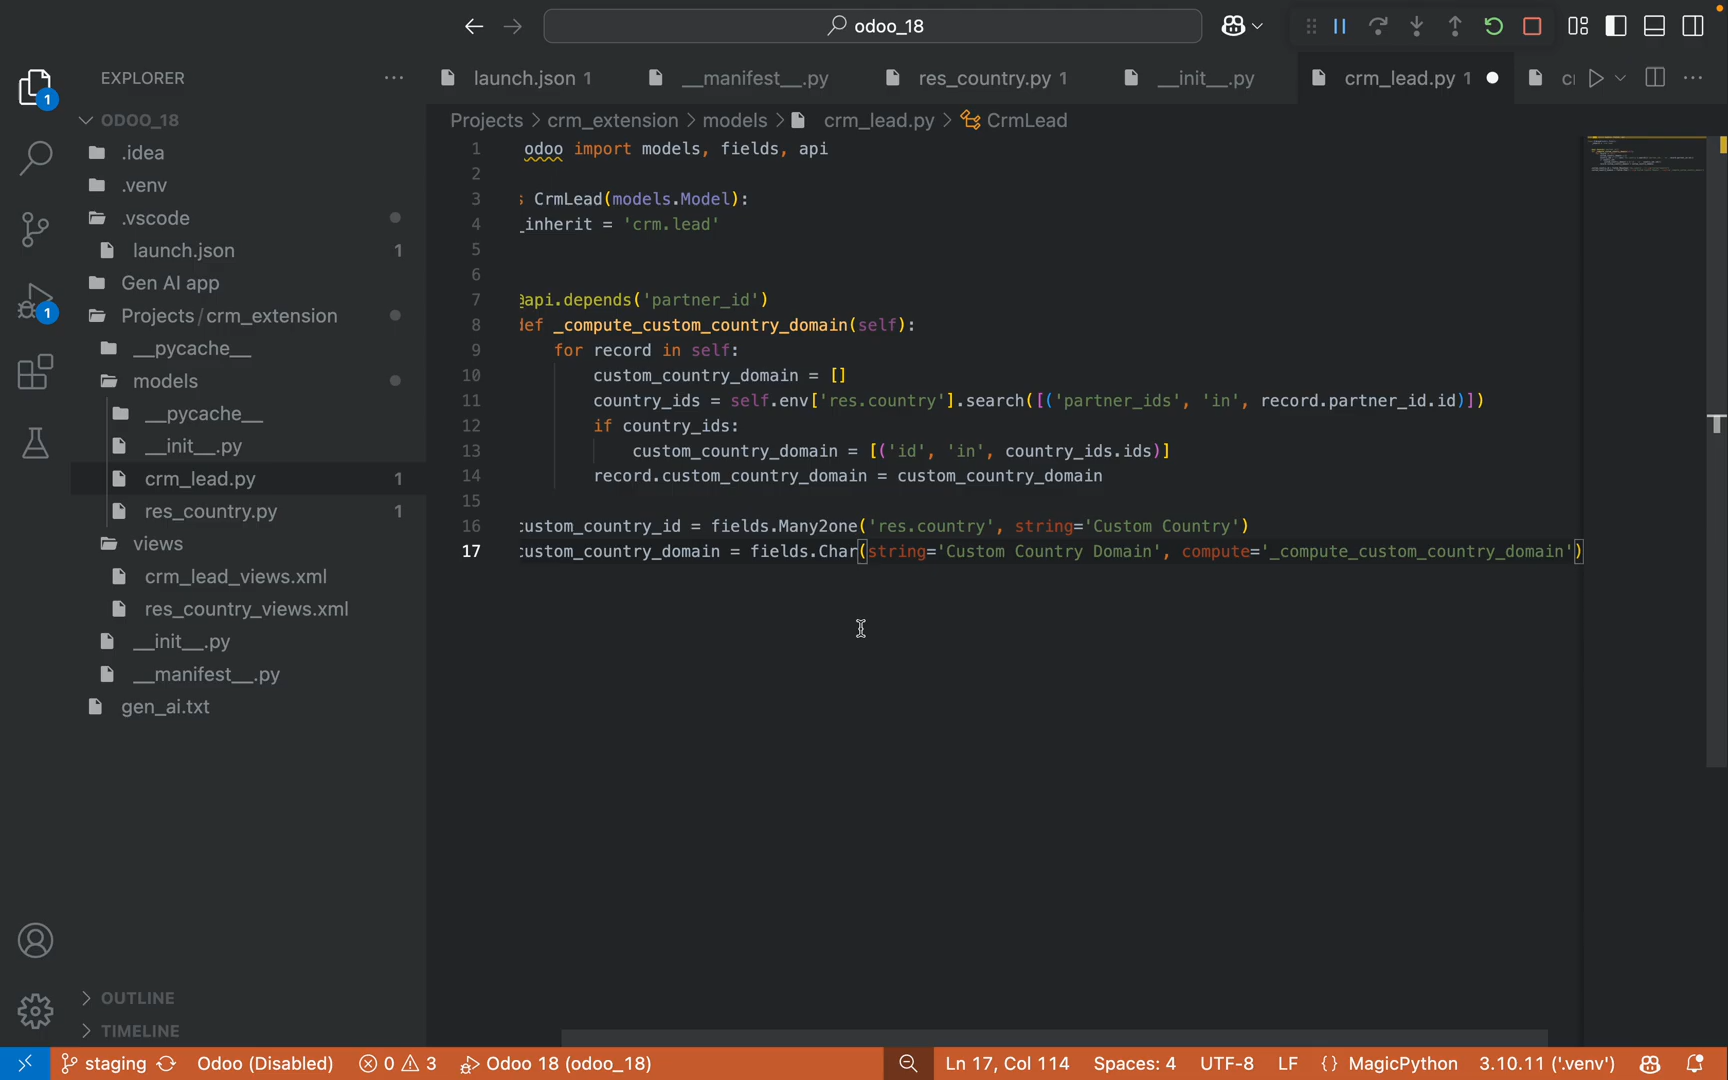 odoo_18
EXPLORER
launch.json 1
__manifest__.py
res_country.py 1
__init__.py
crm_lead.py 1
ODOO_18
Projects > crm_extension > models > crm_lead.py > CrmLead
.idea
.venv
.vscode
launch.json 1
Gen AI app
Projects/crm_extension
__pycache__
models
__pycache__
__init__.py
crm_lead.py 1
res_country.py 1
views
crm_lead_views.xml
res_country_views.xml
__init__.py
__manifest__.py
gen_ai.txt
1
1
1 odoo import models, fields, api
2
3 CrmLead(models.Model):
4 _inherit = 'crm.lead'
5
6
7 @api.depends('partner_id')
8 def _compute_custom_country_domain(self):
9 for record in self:
10 custom_country_domain = []
11 country_ids = self.env['res.country'].search([('partner_ids', 'in', record.partner_id.id)])
12 if country_ids:
13 custom_country_domain = [('id', 'in', country_ids.ids)]
14 record.custom_country_domain = custom_country_domain
15
16 custom_country_id = fields.Many2one('res.country', string='Custom Country')
17 custom_country_domain = fields.Char(string='Custom Country Domain', compute='_compute_custom_country_domain')
OUTLINE
TIMELINE
staging
Odoo (Disabled)
0
3
Odoo 18 (odoo_18)
Ln 17, Col 114
Spaces: 4
UTF-8
LF
{} MagicPython
3.10.11 ('.venv')